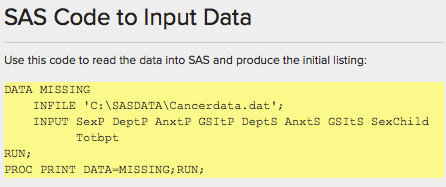 SAS Code to Input Data
Use this code to read the data into SAS and produce the initial listing:
DATA MISSING
INFILE 'C:\SASDATA\Cancerdata.dat';
INPUT SexP DeptP AnxtP GSItP DeptS AnxtS GSItS SexChild
Totbpt
RUN;
PROC PRINT DATA=MISSING;RUN;